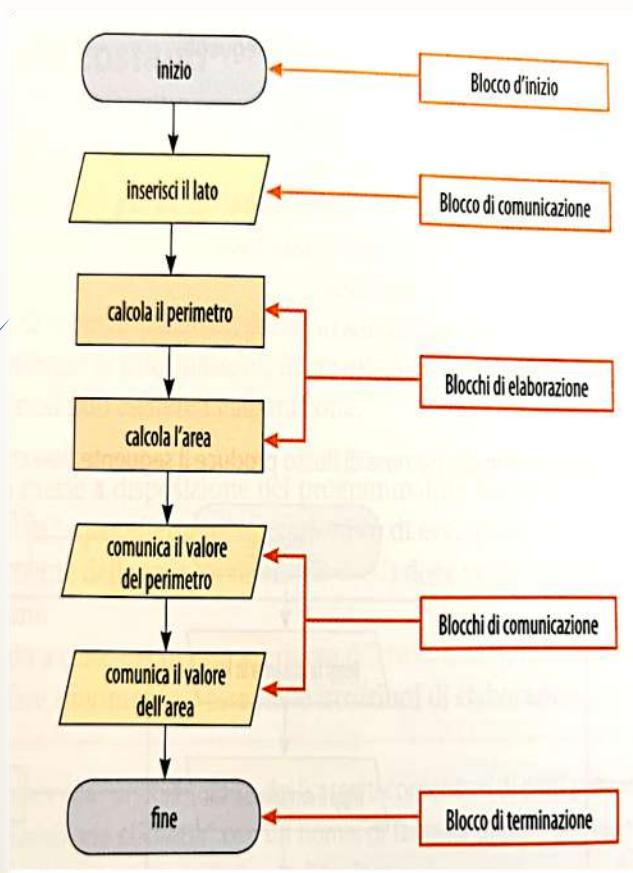 inizio
Blocco d'inizio
inserisci il lato
Blocco di comunicazione
calcola il perimetro
Blocchi di elaborazione
calcola l'area
comunica il valore
del perimetro
Blocchi di comunicazione
comunica il valore
dell'area
fine
Blocco di terminazione